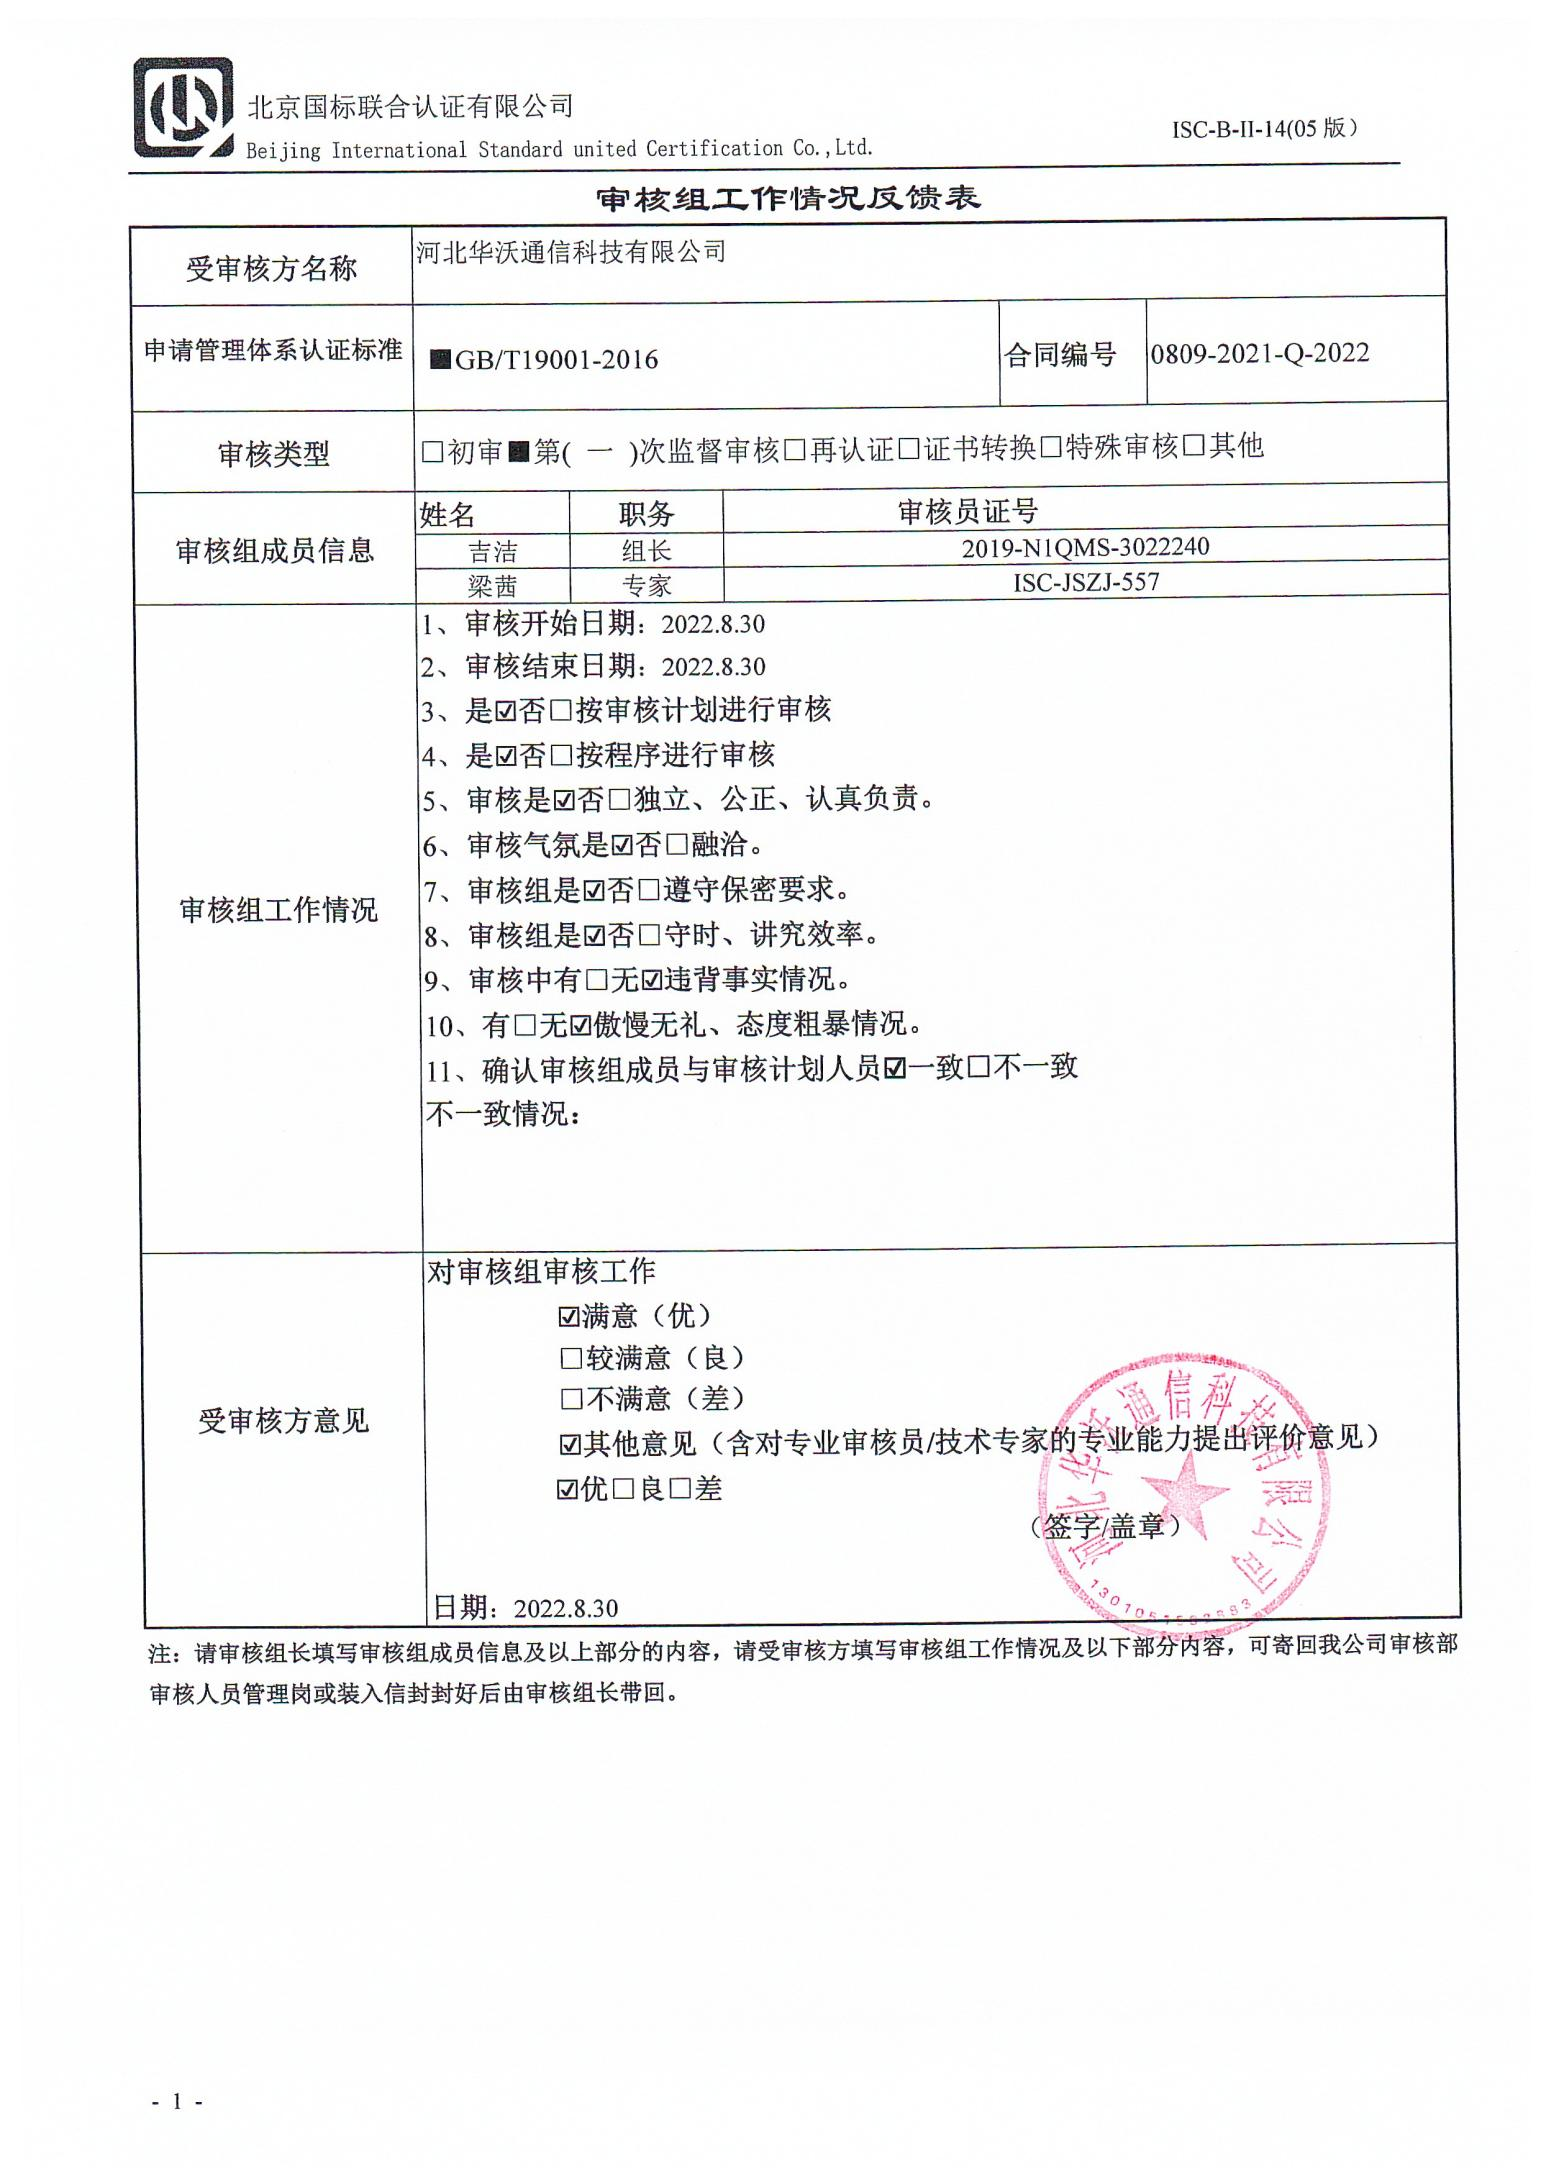 北京国标联合认证有限公司
Beijing International Standard united Certification Co.,Ltd.
ISC-B-II-14(05 版）
审核组工作情况反馈表
受审核方名称 河北华沃通信科技有限公司
申请管理体系认证标准 ■GB/T19001-2016 合同编号 0809-2021-Q-2022
审核类型 □初审■第( 一 )次监督审核□再认证□证书转换□特殊审核□其他
审核组成员信息
姓名 职务 审核员证号
吉洁 组长 2019-N1QMS-3022240
梁茜 专家 ISC-JSZJ-557
审核组工作情况
1、审核开始日期：2022.8.30
2、审核结束日期：2022.8.30
3、是☑否□按审核计划进行审核
4、是☑否□按程序进行审核
5、审核是☑否□独立、公正、认真负责。
6、审核气氛是☑否□融洽。
7、审核组是☑否□遵守保密要求。
8、审核组是☑否□守时、讲究效率。
9、审核中有□无☑违背事实情况。
10、有□无☑傲慢无礼、态度粗暴情况。
11、确认审核组成员与审核计划人员☑一致□不一致
不一致情况：
受审核方意见
对审核组审核工作
☑满意（优）
□较满意（良）
□不满意（差）
☑其他意见（含对专业审核员/技术专家的专业能力提出评价意见）
☑优□良□差
（签字/盖章）
河北华沃通信科技有限公司
日期：2022.8.30
注：请审核组长填写审核组成员信息及以上部分的内容，请受审核方填写审核组工作情况及以下部分内容，可寄回我公司审核部
审核人员管理岗或装入信封封好后由审核组长带回。
- 1 -